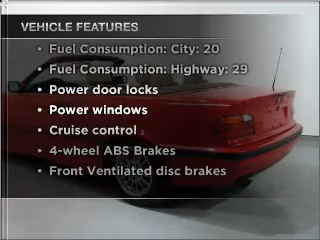 VEHICLE FEATURES
• Fuel Consumption: City: 20
• Fuel Consumption: Highway: 29
• Power door locks
• Power windows
• Cruise control
• 4-wheel ABS Brakes
• Front Ventilated disc brakes